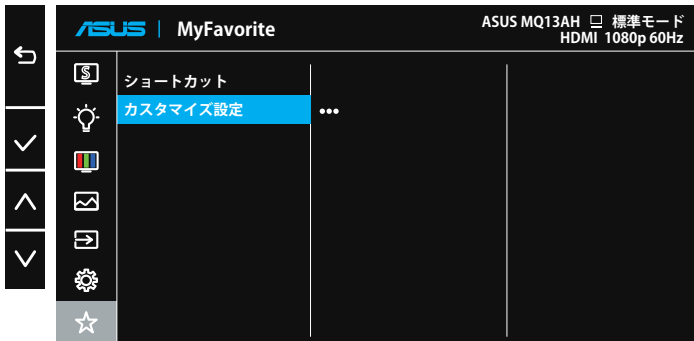 ASUS | MyFavorite
ASUS MQ13AH 標準モード
HDMI 1080p 60Hz
S
ショートカット
カスタマイズ設定 •••